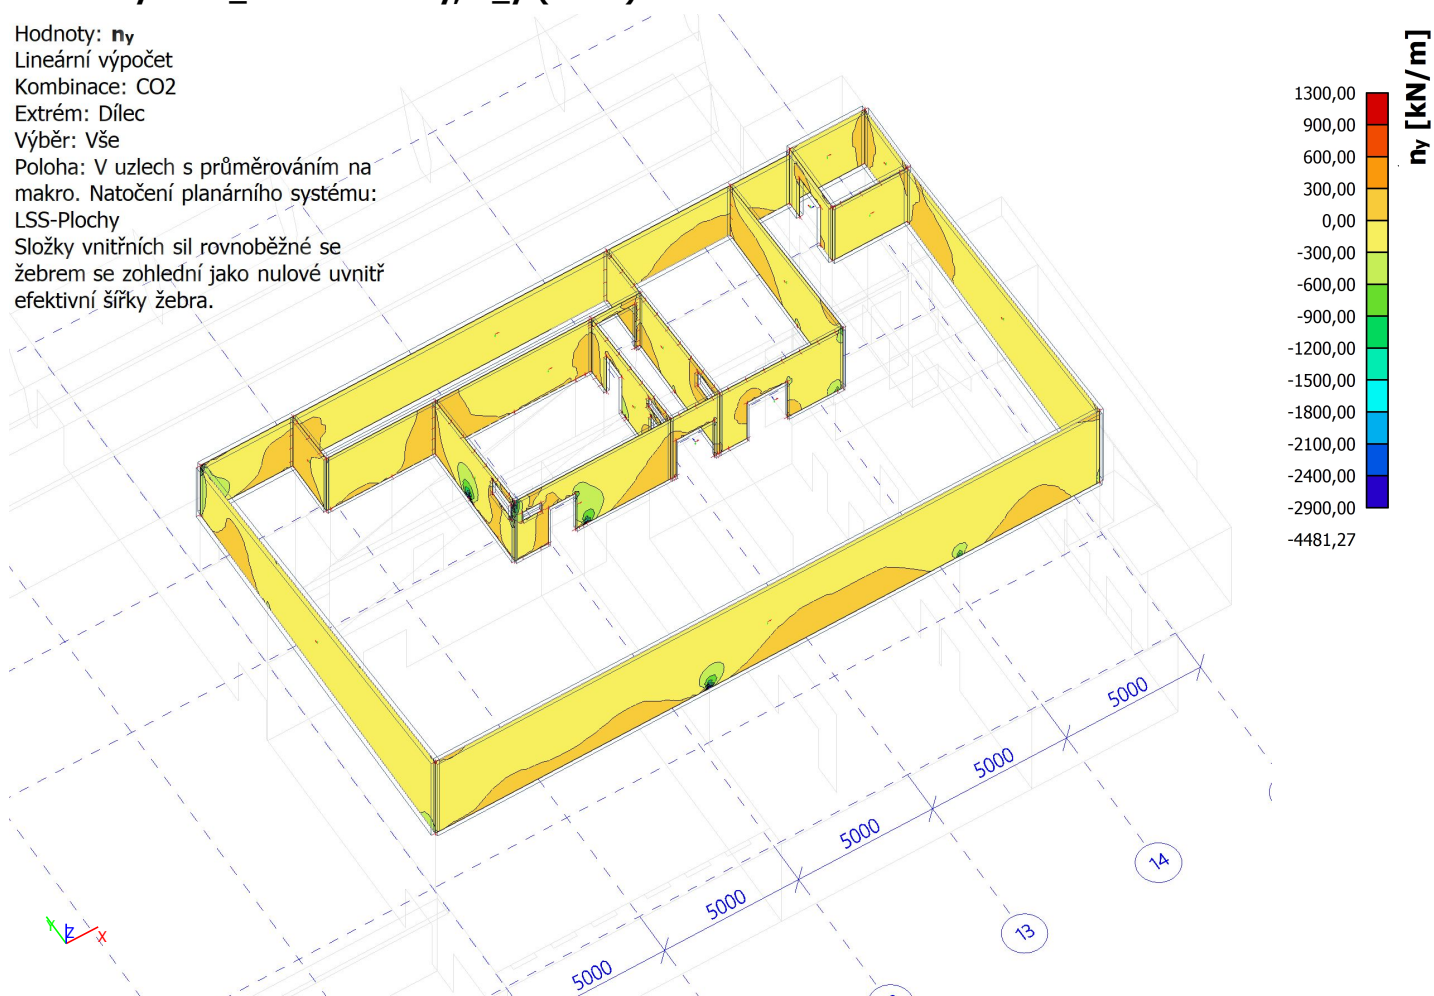 Hodnoty: ny
Lineární výpočet
Kombinace: CO2
Extrém: Dílec
Výběr: Vše
Poloha: V uzlech s průměrováním na
makro. Natočení planárního systému:
LSS-Plochy
Složky vnitřních sil rovnoběžné se
žebrem se zohlední jako nulové uvnitř
efektivní šířky žebra.
ny [kN/m]
1300,00
900,00
600,00
300,00
0,00
-300,00
-600,00
-900,00
-1200,00
-1500,00
-1800,00
-2100,00
-2400,00
-2900,00
-4481,27
5000
5000
5000
5000
5000
14
13
Y
Z
X